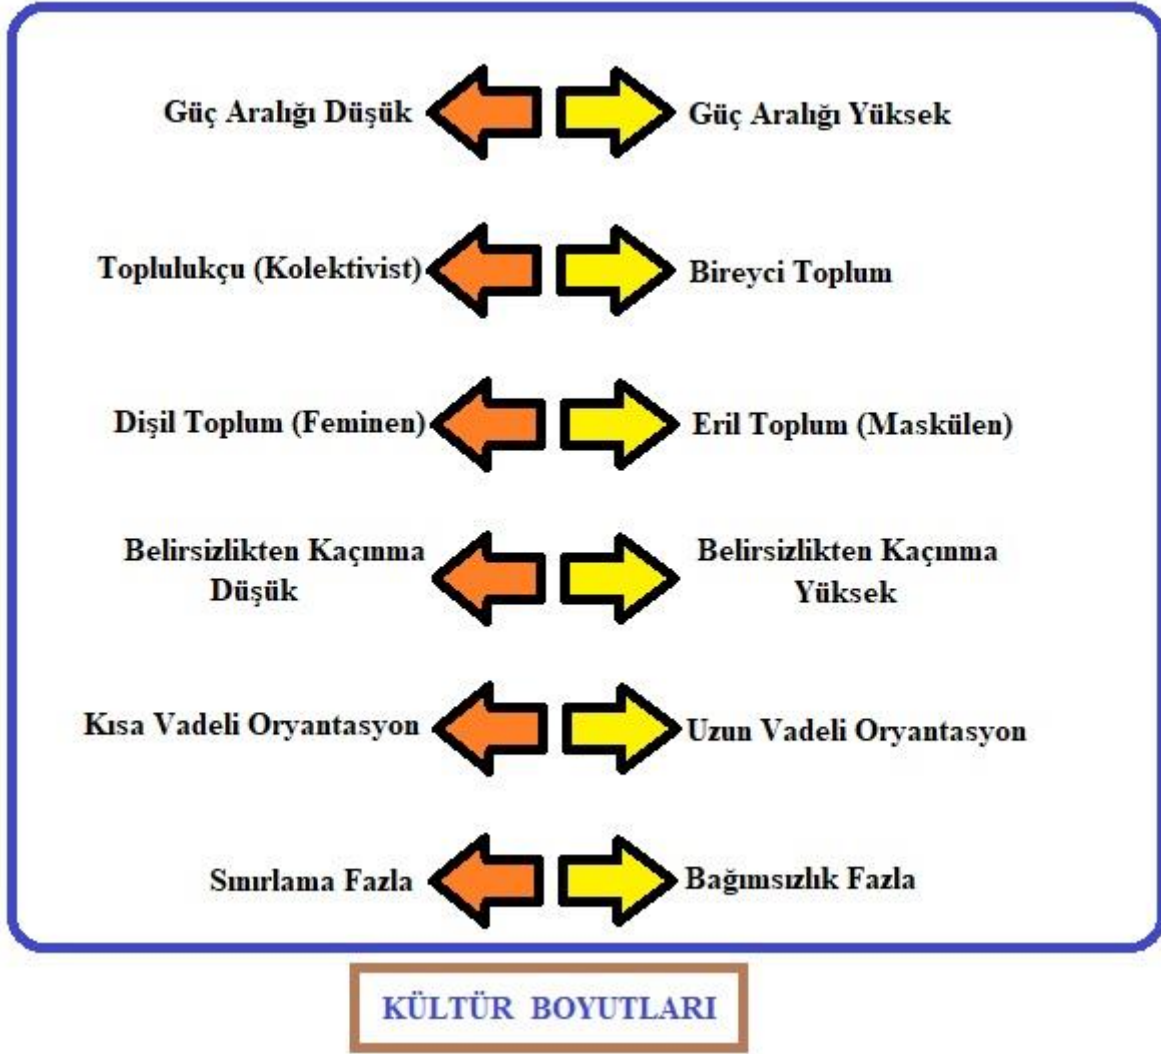 Güç Aralığı Düşük
Güç Aralığı Yüksek
Toplulukçu (Kolektivist)
Bireyci Toplum
Dişil Toplum (Feminen)
Eril Toplum (Maskülen)
Belirsizlikten Kaçınma
Düşük
Belirsizlikten Kaçınma
Yüksek
Kısa Vadeli Oryantasyon
Uzun Vadeli Oryantasyon
Sınırlama Fazla
Bağımsızlık Fazla
KÜLTÜR BOYUTLARI